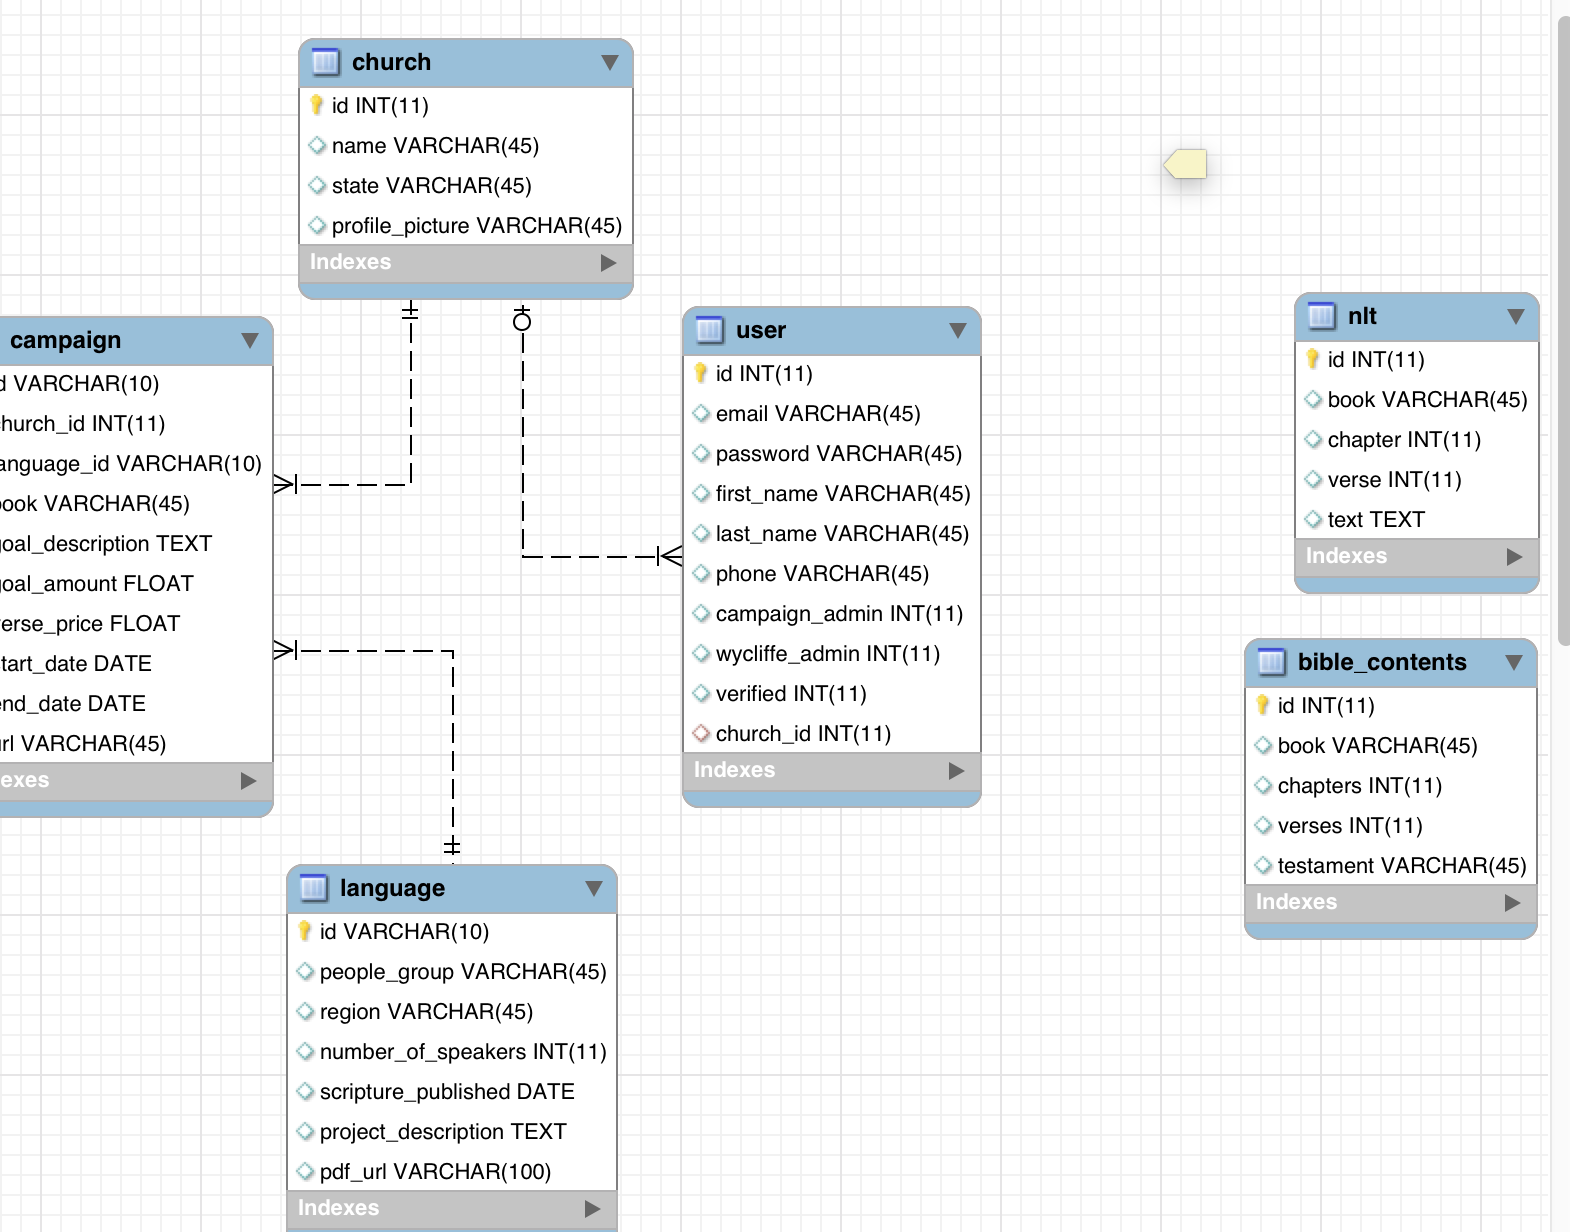 church
id INT(11)
name VARCHAR(45)
state VARCHAR(45)
profile_picture VARCHAR(45)
Indexes
campaign
d VARCHAR(10)
hurch_id INT(11)
anguage_id VARCHAR(10)
ook VARCHAR(45)
oal_description TEXT
oal_amount FLOAT
erse_price FLOAT
tart_date DATE
nd_date DATE
rl VARCHAR(45)
exes
user
id INT(11)
email VARCHAR(45)
password VARCHAR(45)
first_name VARCHAR(45)
last_name VARCHAR(45)
phone VARCHAR(45)
campaign_admin INT(11)
wycliffe_admin INT(11)
verified INT(11)
church_id INT(11)
Indexes
nlt
id INT(11)
book VARCHAR(45)
chapter INT(11)
verse INT(11)
text TEXT
Indexes
bible_contents
id INT(11)
book VARCHAR(45)
chapters INT(11)
verses INT(11)
testament VARCHAR(45)
Indexes
language
id VARCHAR(10)
people_group VARCHAR(45)
region VARCHAR(45)
number_of_speakers INT(11)
scripture_published DATE
project_description TEXT
pdf_url VARCHAR(100)
Indexes